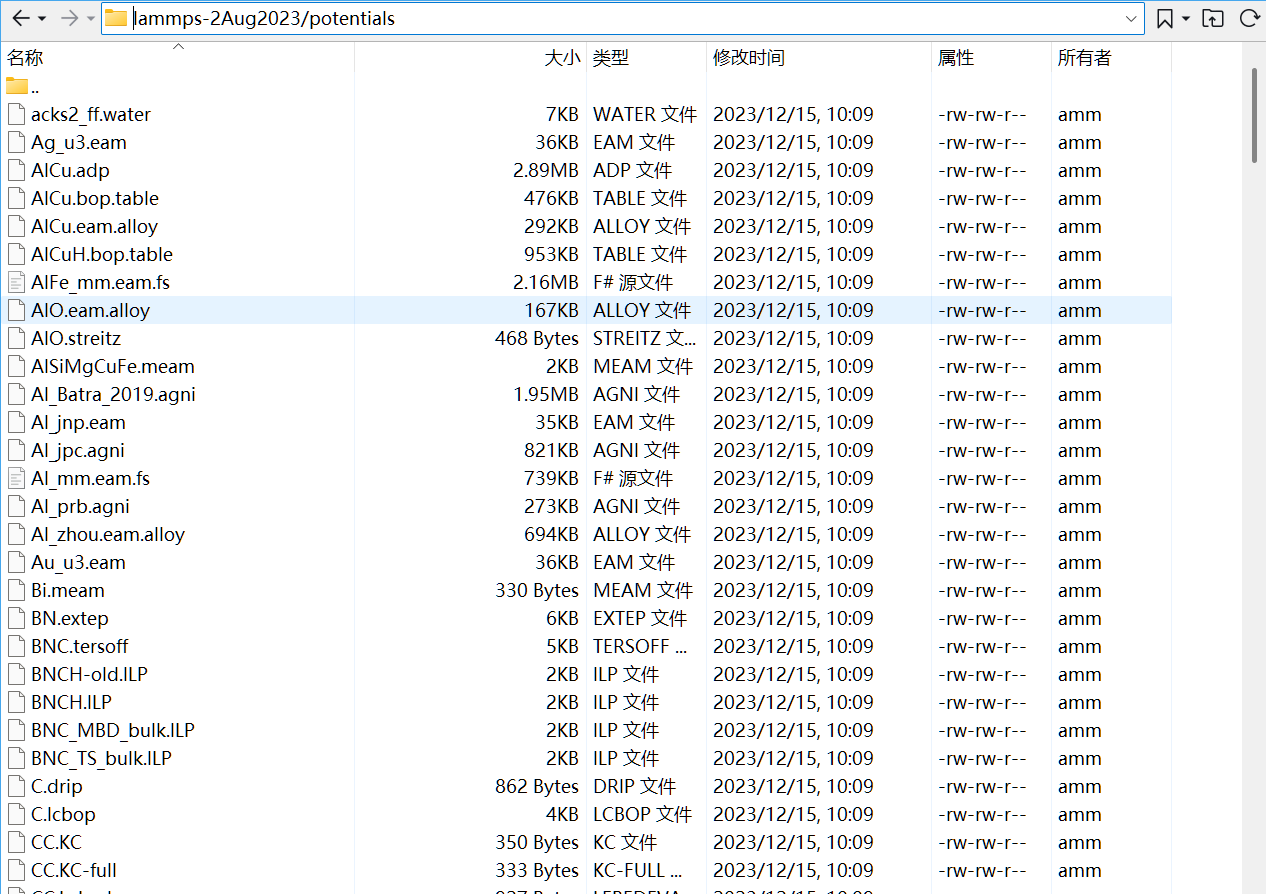 lammps-2Aug2023/potentials
名称 大小 类型 修改时间 属性 所有者
..
acks2_ff.water 7KB WATER 文件 2023/12/15, 10:09 -rw-rw-r-- amm
Ag_u3.eam 36KB EAM 文件 2023/12/15, 10:09 -rw-rw-r-- amm
AlCu.adp 2.89MB ADP 文件 2023/12/15, 10:09 -rw-rw-r-- amm
AlCu.bop.table 476KB TABLE 文件 2023/12/15, 10:09 -rw-rw-r-- amm
AlCu.eam.alloy 292KB ALLOY 文件 2023/12/15, 10:09 -rw-rw-r-- amm
AlCuH.bop.table 953KB TABLE 文件 2023/12/15, 10:09 -rw-rw-r-- amm
AlFe_mm.eam.fs 2.16MB F# 源文件 2023/12/15, 10:09 -rw-rw-r-- amm
AlO.eam.alloy 167KB ALLOY 文件 2023/12/15, 10:09 -rw-rw-r-- amm
AlO.streitz 468 Bytes STREITZ 文... 2023/12/15, 10:09 -rw-rw-r-- amm
AlSiMgCuFe.meam 2KB MEAM 文件 2023/12/15, 10:09 -rw-rw-r-- amm
Al_Batra_2019.agni 1.95MB AGNI 文件 2023/12/15, 10:09 -rw-rw-r-- amm
Al_jnp.eam 35KB EAM 文件 2023/12/15, 10:09 -rw-rw-r-- amm
Al_jpc.agni 821KB AGNI 文件 2023/12/15, 10:09 -rw-rw-r-- amm
Al_mm.eam.fs 739KB F# 源文件 2023/12/15, 10:09 -rw-rw-r-- amm
Al_prb.agni 273KB AGNI 文件 2023/12/15, 10:09 -rw-rw-r-- amm
Al_zhou.eam.alloy 694KB ALLOY 文件 2023/12/15, 10:09 -rw-rw-r-- amm
Au_u3.eam 36KB EAM 文件 2023/12/15, 10:09 -rw-rw-r-- amm
Bi.meam 330 Bytes MEAM 文件 2023/12/15, 10:09 -rw-rw-r-- amm
BN.extep 6KB EXTEP 文件 2023/12/15, 10:09 -rw-rw-r-- amm
BNC.tersoff 5KB TERSOFF ... 2023/12/15, 10:09 -rw-rw-r-- amm
BNCH-old.ILP 2KB ILP 文件 2023/12/15, 10:09 -rw-rw-r-- amm
BNCH.ILP 2KB ILP 文件 2023/12/15, 10:09 -rw-rw-r-- amm
BNC_MBD_bulk.ILP 2KB ILP 文件 2023/12/15, 10:09 -rw-rw-r-- amm
BNC_TS_bulk.ILP 2KB ILP 文件 2023/12/15, 10:09 -rw-rw-r-- amm
C.drip 862 Bytes DRIP 文件 2023/12/15, 10:09 -rw-rw-r-- amm
C.lcbop 4KB LCBOP 文件 2023/12/15, 10:09 -rw-rw-r-- amm
CC.KC 350 Bytes KC 文件 2023/12/15, 10:09 -rw-rw-r-- amm
CC.KC-full 333 Bytes KC-FULL ... 2023/12/15, 10:09 -rw-rw-r-- amm